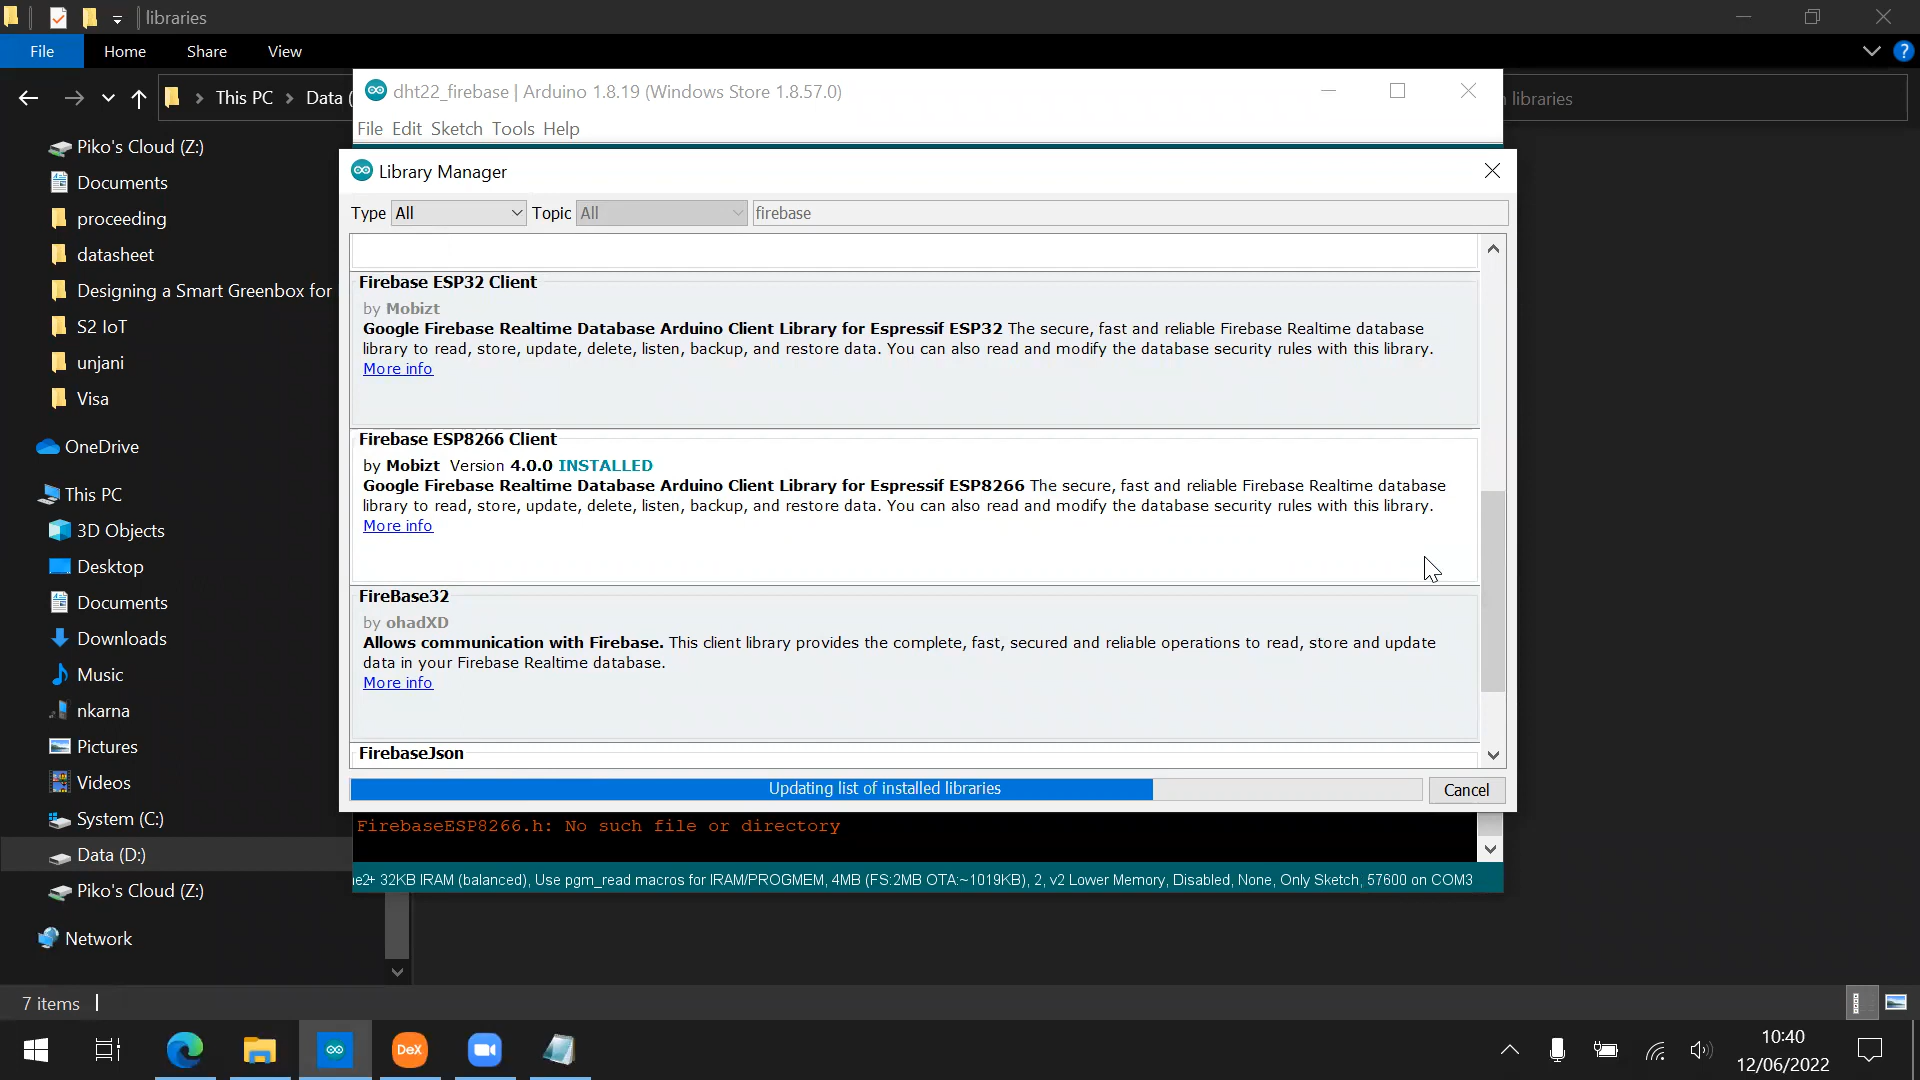 libraries
File Home Share View
This PC Data (
libraries
Piko's Cloud (Z:)
Documents
proceeding
datasheet
Designing a Smart Greenbox for
S2 IoT
unjani
Visa
OneDrive
This PC
3D Objects
Desktop
Documents
Downloads
Music
nkarna
Pictures
Videos
System (C:)
Data (D:)
Piko's Cloud (Z:)
Network
7 items
dht22_firebase | Arduino 1.8.19 (Windows Store 1.8.57.0)
File Edit Sketch Tools Help
Library Manager
Type All Topic All firebase
Firebase ESP32 Client
by Mobizt
Google Firebase Realtime Database Arduino Client Library for Espressif ESP32 The secure, fast and reliable Firebase Realtime database
library to read, store, update, delete, listen, backup, and restore data. You can also read and modify the database security rules with this library.
More info
Firebase ESP8266 Client
by Mobizt Version 4.0.0 INSTALLED
Google Firebase Realtime Database Arduino Client Library for Espressif ESP8266 The secure, fast and reliable Firebase Realtime database
library to read, store, update, delete, listen, backup, and restore data. You can also read and modify the database security rules with this library.
More info
FireBase32
by ohadXD
Allows communication with Firebase. This client library provides the complete, fast, secured and reliable operations to read, store and update
data in your Firebase Realtime database.
More info
FirebaseJson
Updating list of installed libraries
Cancel
FirebaseESP8266.h: No such file or directory
e2+ 32KB IRAM (balanced), Use pgm_read macros for IRAM/PROGMEM, 4MB (FS:2MB OTA:~1019KB), 2, v2 Lower Memory, Disabled, None, Only Sketch, 57600 on COM3
DeX
10:40
12/06/2022